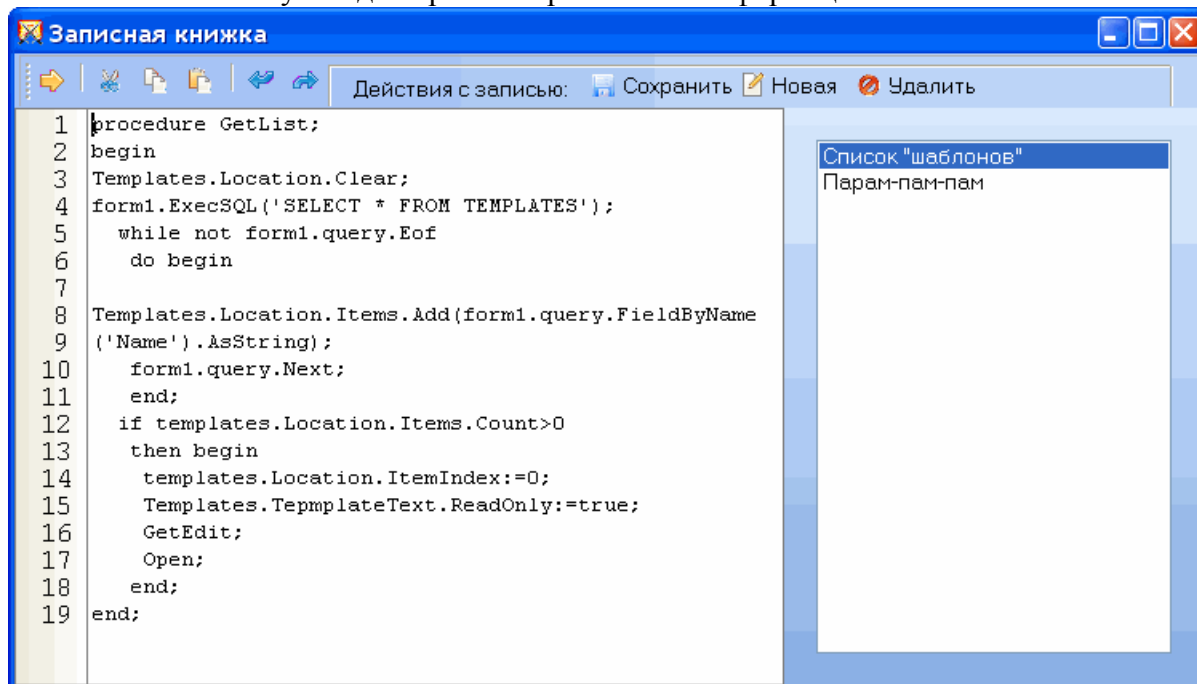 Записная книжка
Действия с записью: Сохранить Новая Удалить
1 procedure GetList;
2 begin
3 Templates.Location.Clear;
4 form1.ExecSQL('SELECT * FROM TEMPLATES');
5 while not form1.query.Eof
6 do begin
7
8 Templates.Location.Items.Add(form1.query.FieldByName
9 ('Name').AsString);
10 form1.query.Next;
11 end;
12 if templates.Location.Items.Count>0
13 then begin
14 templates.Location.ItemIndex:=0;
15 Templates.TepmplateText.ReadOnly:=true;
16 GetEdit;
17 Open;
18 end;
19 end;
Список "шаблонов"
Парам-пам-пам